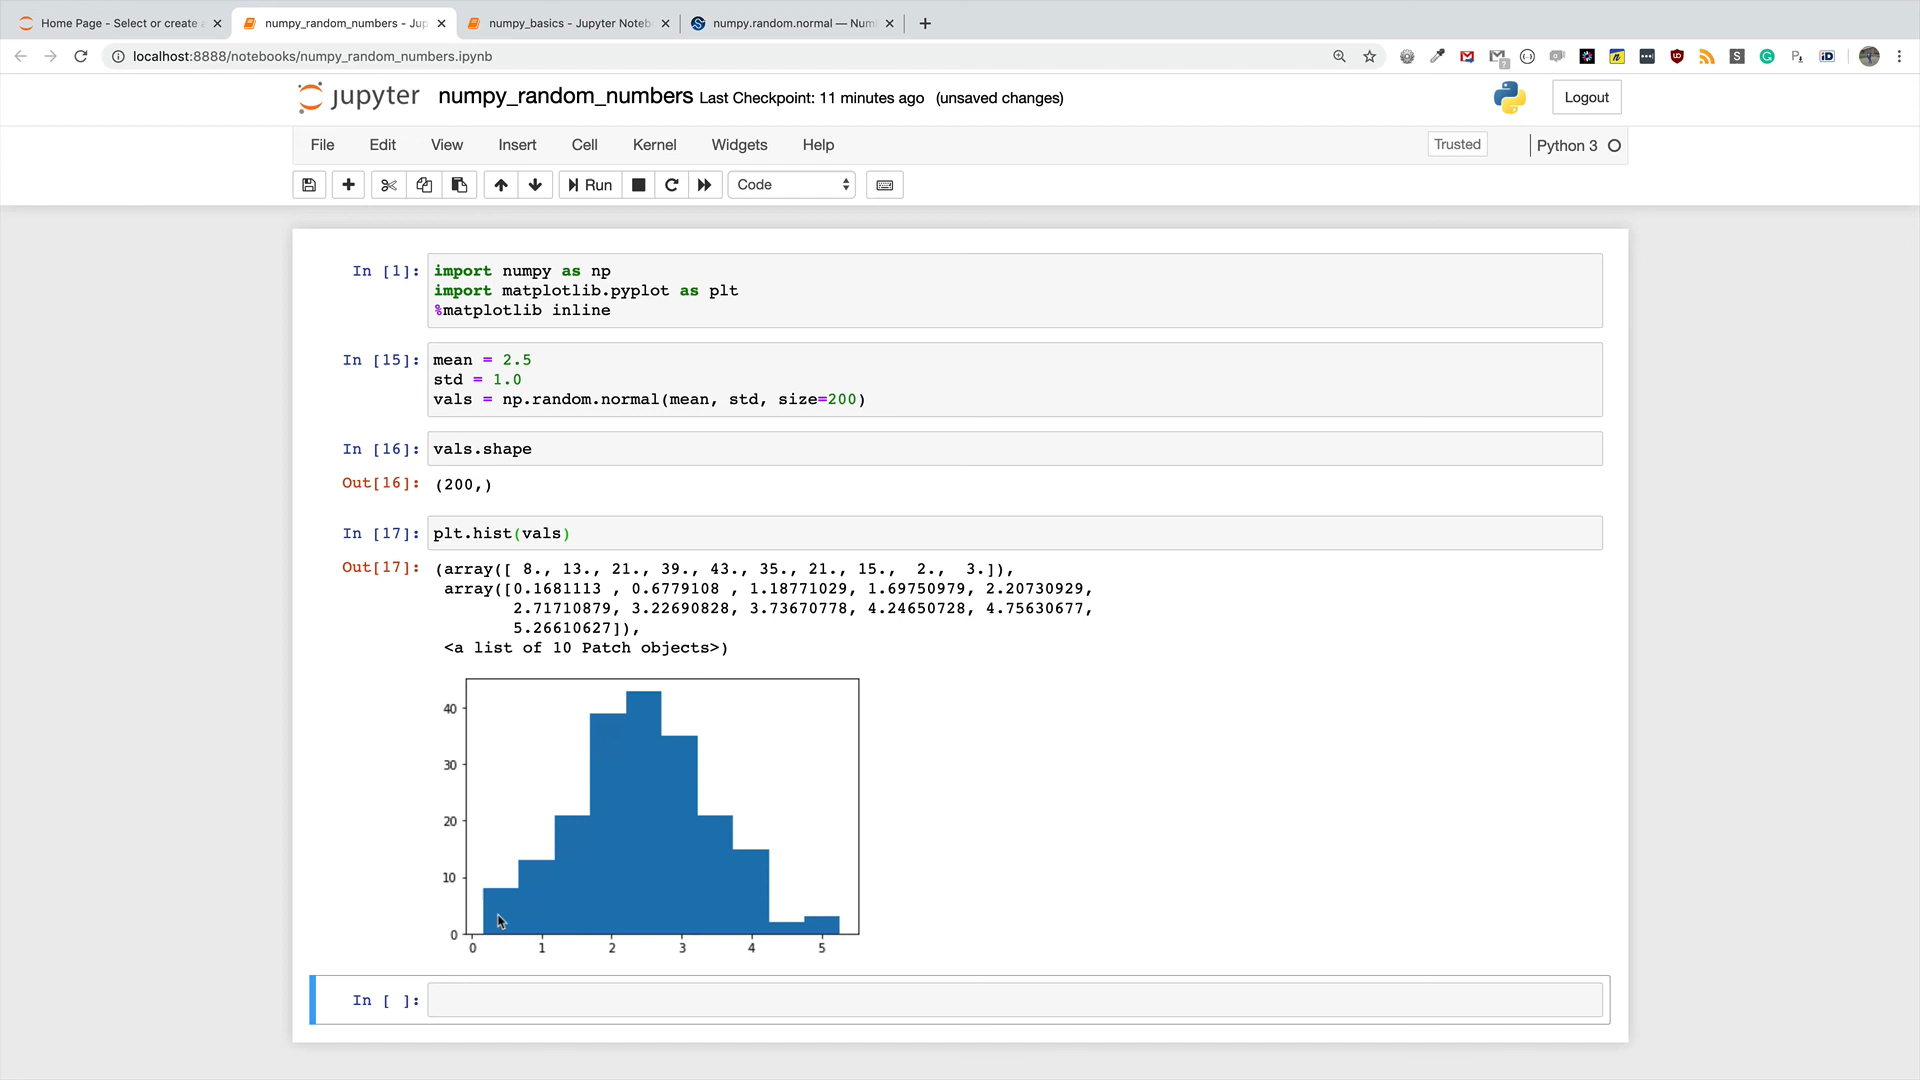 Home Page - Select or create a
numpy_random_numbers - Jup
numpy_basics - Jupyter Noteb
numpy.random.normal — Num
localhost:8888/notebooks/numpy_random_numbers.ipynb
jupyter numpy_random_numbers Last Checkpoint: 11 minutes ago (unsaved changes)
Logout
File Edit View Insert Cell Kernel Widgets Help
Trusted
Python 3
Run
Code
In [1]: import numpy as np
import matplotlib.pyplot as plt
%matplotlib inline
In [15]: mean = 2.5
std = 1.0
vals = np.random.normal(mean, std, size=200)
In [16]: vals.shape
Out[16]: (200,)
In [17]: plt.hist(vals)
Out[17]: (array([ 8., 13., 21., 39., 43., 35., 21., 15., 2., 3.]),
array([0.1681113 , 0.6779108 , 1.18771029, 1.69750979, 2.20730929,
2.71710879, 3.22690828, 3.73670778, 4.24650728, 4.75630677,
5.26610627]),
<a list of 10 Patch objects>)
40
30
20
10
0
0 1 2 3 4 5
In [ ]: